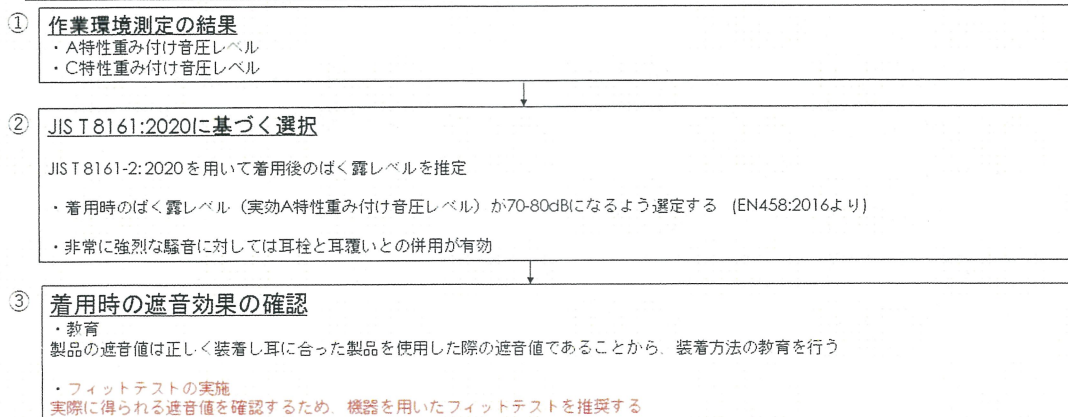 ① 作業環境測定の結果
・A特性重み付け音圧レベル
・C特性重み付け音圧レベル
② JIS T 8161:2020に基づく選択
JIS T 8161-2:2020を用いて着用後のばく露レベルを推定
・着用時のばく露レベル（実効A特性重み付け音圧レベル）が70-80dBになるよう選定する (EN458:2016より)
・非常に強烈な騒音に対しては耳栓と耳覆いとの併用が有効
③ 着用時の遮音効果の確認
・教育
製品の遮音値は正しく装着し耳に合った製品を使用した際の遮音値であることから、装着方法の教育を行う
・フィットテストの実施
実際に得られる遮音値を確認するため、機器を用いたフィットテストを推奨する